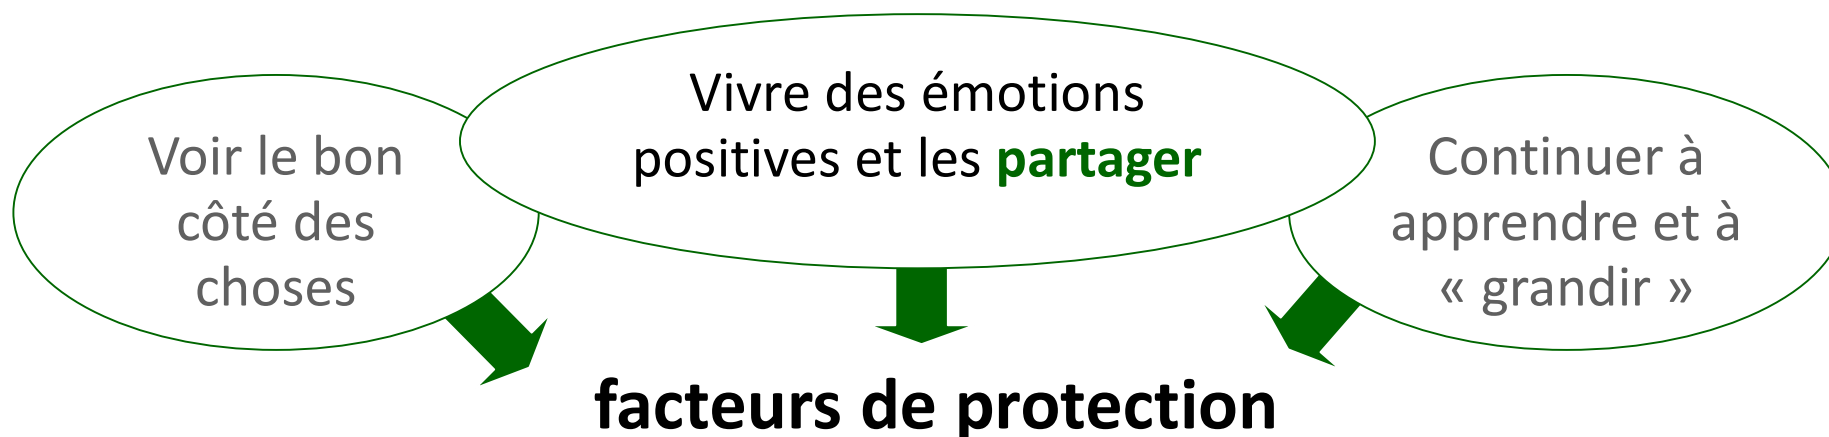 Voir le bon
côté des
choses
Vivre des émotions
positives et les partager
Continuer à
apprendre et à
« grandir »
facteurs de protection